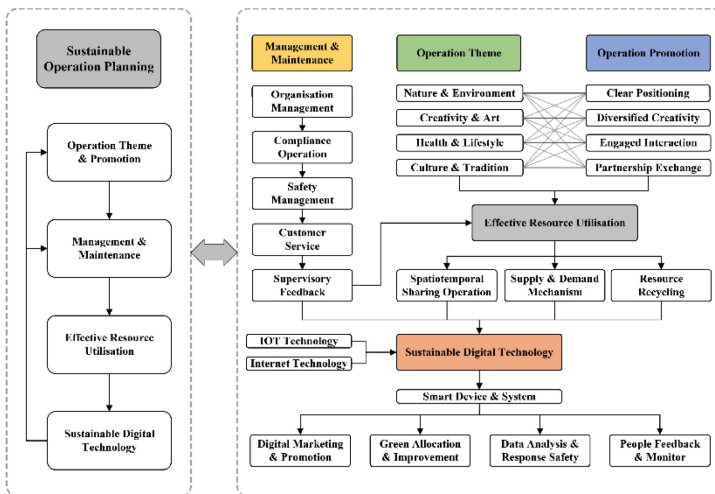 Sustainable
Operation Planning
Operation Theme
& Promotion
Management &
Maintenance
Effective Resource
Utilisation
Sustainable Digital
Technology
Management &
Maintenance
Operation Theme
Operation Promotion
Organisation
Management
Compliance
Operation
Safety
Management
Customer
Service
Supervisory
Feedback
Nature & Environment
Creativity & Art
Health & Lifestyle
Culture & Tradition
Clear Positioning
Diversified Creativity
Engaged Interaction
Partnership Exchange
Effective Resource Utilisation
Spatiotemporal
Sharing Operation
Supply & Demand
Mechanism
Resource
Recycling
IOT Technology
Internet Technology
Sustainable Digital Technology
Smart Device & System
Digital Marketing
& Promotion
Green Allocation
& Improvement
Data Analysis &
Response Safety
People Feedback
& Monitor